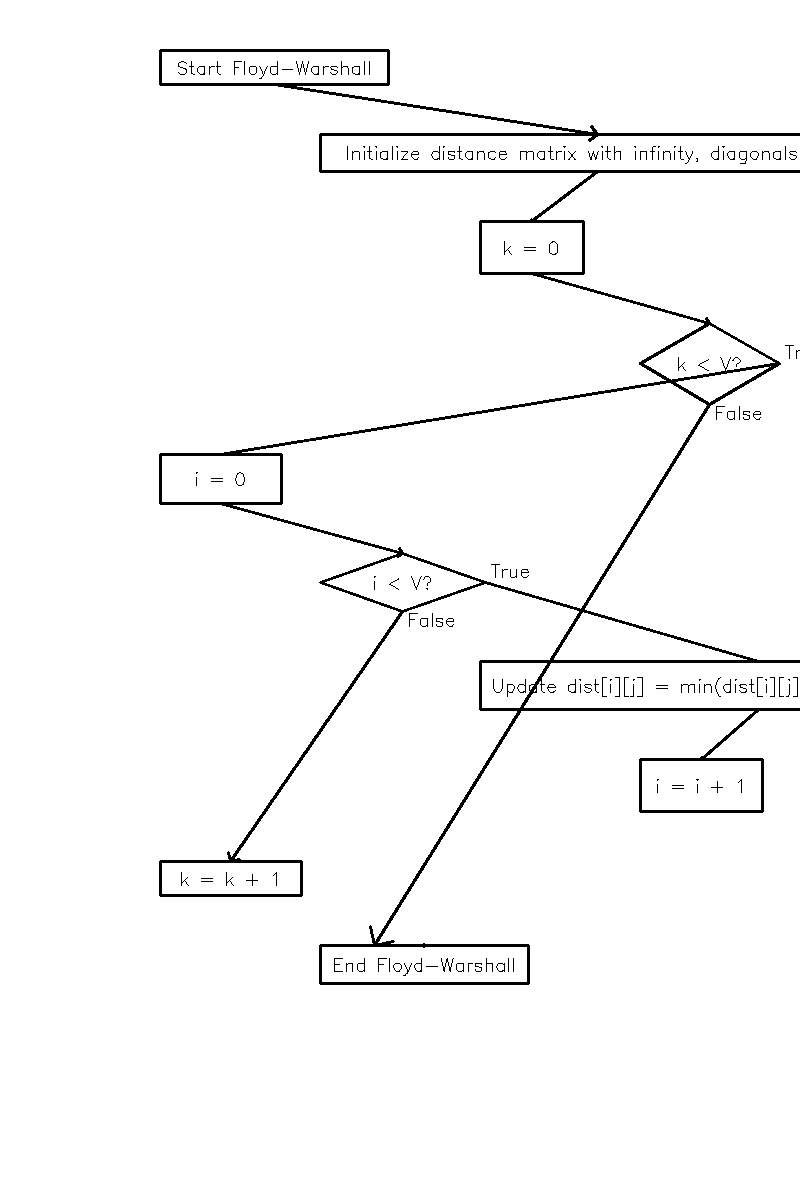 Start Floyd-Warshall
Initialize distance matrix with infinity, diagonals
k = 0
k < V?
False
i = 0
i < V?
True
False
Update dist[i][j] = min(dist[i][j]
i = i + 1
k = k + 1
End Floyd-Warshall